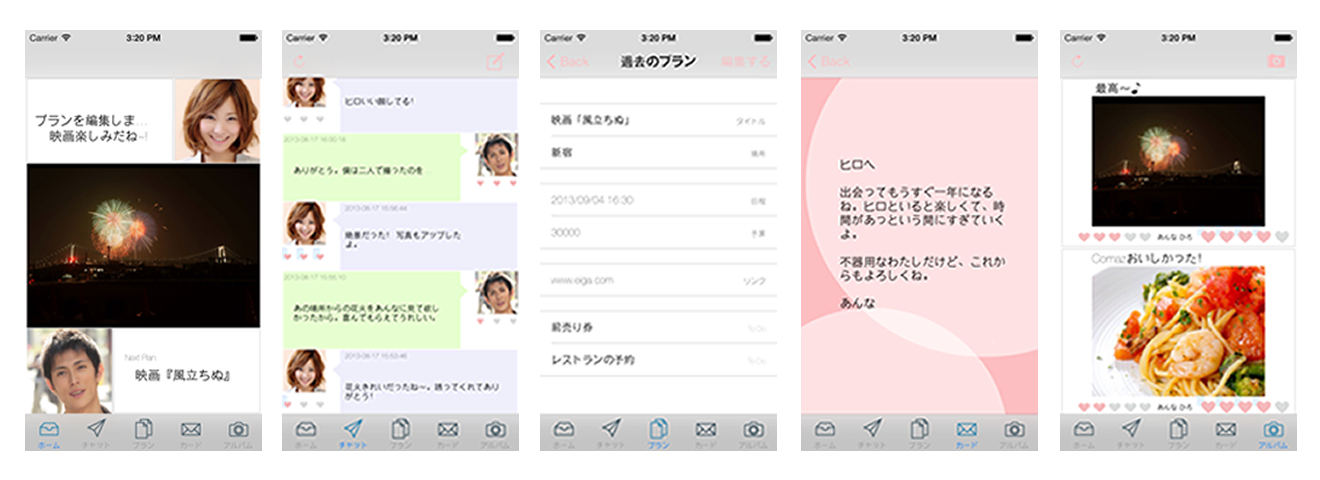 Carrier 3:20 PM
プランを編集しま...
映画楽しみだね~!
Next Plan:
映画『風立ちぬ』
ホーム チャット プラン カード アルバム
Carrier 3:20 PM
ヒロいい顔してる!
2013-08-17 16:00:18
ありがとう。僕は二人で撮ったのを...
2013-08-17 15:56:44
絶景だった! 写真もアップした
よ。
2013-08-17 15:55:10
あの場所からの花火をあんなに見て欲し
かったから。喜んでもらえてうれしい。
2013-08-17 15:53:46
花火きれいだったね〜。誘ってくれてあり
がとう!
ホーム チャット プラン カード アルバム
Carrier 3:20 PM
Back 過去のプラン 編集する
映画「風立ちぬ」 タイトル
新宿 場所
2013/09/04 16:30 日程
30000 予算
www.eiga.com リンク
前売り券 ToDo
レストランの予約 ToDo
ホーム チャット プラン カード アルバム
Carrier 3:20 PM
Back
ヒロへ
出会ってもうすぐ一年になる
ね。ヒロといると楽しくて、時
間があっという間にすぎていく
よ。
不器用なわたしだけど、これか
らもよろしくね。
あんな
ホーム チャット プラン カード アルバム
Carrier 3:20 PM
最高〜♪
あんな ひろ
Comaz おいしかった!
あんな ひろ
ホーム チャット プラン カード アルバム